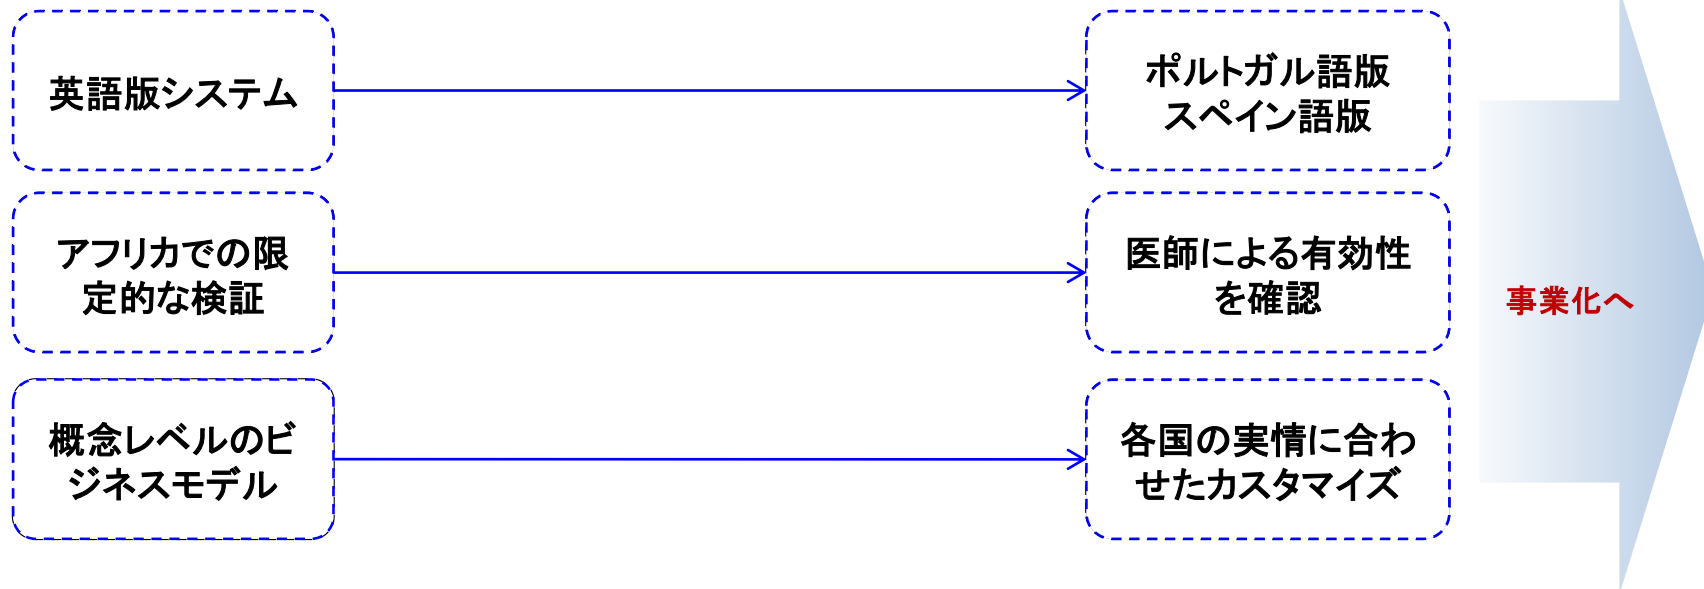 英語版システム
ポルトガル語版
スペイン語版
アフリカでの限
定的な検証
医師による有効性
を確認
事業化へ
概念レベルのビ
ジネスモデル
各国の実情に合わ
せたカスタマイズ